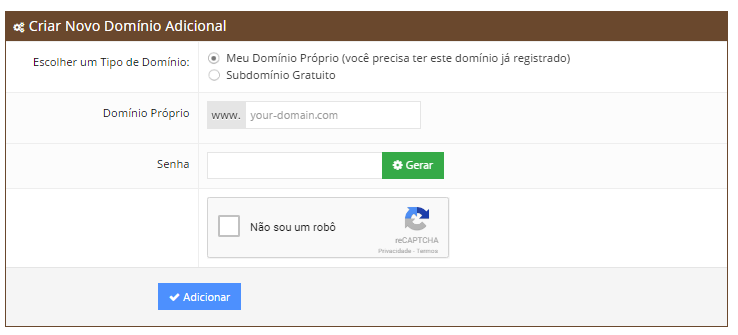 Criar Novo Domínio Adicional
Escolher um Tipo de Domínio:
Meu Domínio Próprio (você precisa ter este domínio já registrado)
Subdomínio Gratuito
Domínio Próprio
www. your-domain.com
Senha
Gerar
Não sou um robô
reCAPTCHA
Privacidade - Termos
Adicionar